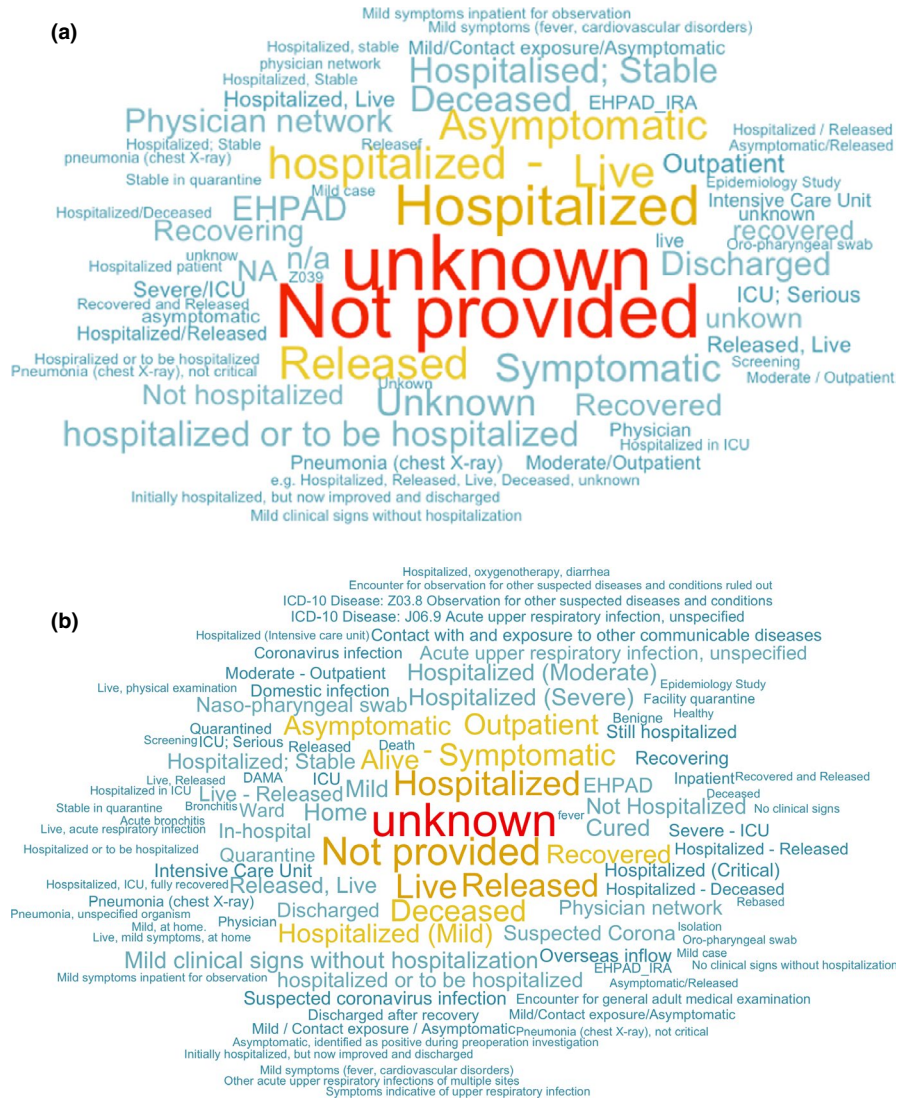 (a)
Mild symptoms inpatient for observation
Mild symptoms (fever, cardiovascular disorders)
Hospitalized, stable Mild/Contact exposure/Asymptomatic
physician network
Hospitalised; Stable
Hospitalized, Stable
Hospitalized, Live Deceased EHPAD_IRA
Physician network Asymptomatic
Hospitalized / Released
Hospitalized; Stable Releasef Asymptomatic/Released
pneumonia (chest X-ray) hospitalized - Live Outpatient
Stable in quarantine Mild case Epidemiology Study
Hospitalized/Deceased EHPAD Hospitalized Intensive Care Unit
unknown
Recovering recovered
live Oro-pharyngeal swab
unknow n/a unknown Discharged
Hospitalized patient NA Z039
Severe/ICU ICU; Serious
Recovered and Released Not provided
asymptomatic unkown
Hospitalized/Released Released, Live
Hospiralized or to be hospitalized Released Symptomatic Screening
Pneumonia (chest X-ray), not critical Moderate / Outpatient
Unkown
Not hospitalized Unknown Recovered
hospitalized or to be hospitalized Physician
Hospitalized in ICU
Pneumonia (chest X-ray) Moderate/Outpatient
e.g. Hospitalized, Released, Live, Deceased, unknown
Initially hospitalized, but now improved and discharged
Mild clinical signs without hospitalization
(b)
Hospitalized, oxygenotherapy, diarrhea
Encounter for observation for other suspected diseases and conditions ruled out
ICD-10 Disease: Z03.8 Observation for other suspected diseases and conditions
ICD-10 Disease: J06.9 Acute upper respiratory infection, unspecified
Hospitalized (Intensive care unit) Contact with and exposure to other communicable diseases
Coronavirus infection Acute upper respiratory infection, unspecified
Moderate - Outpatient Hospitalized (Moderate)
Live, physical examination Domestic infection Epidemiology Study
Naso-pharyngeal swab Hospitalized (Severe) Facility quarantine
Quarantined Asymptomatic Outpatient Benigne Healthy
Still hospitalized
Screening ICU; Serious Released Death
Hospitalized; Stable Alive - Symptomatic Recovering
Live, Released DAMA ICU Hospitalized EHPAD Inpatient Recovered and Released
Hospitalized in ICU Live - Released Mild Deceased
Stable in quarantine Bronchitis Ward Home fever Not Hospitalized No clinical signs
Acute bronchitis unknown
Live, acute respiratory infection In-hospital Cured Severe - ICU
Hospitalized or to be hospitalized Quarantine Not provided Recovered Hospitalized - Released
Intensive Care Unit Hospitalized (Critical)
Hospsitalized, ICU, fully recovered Released, Live Live Released Hospitalized - Deceased
Pneumonia (chest X-ray) Rebased
Pneumonia, unspecified organism Discharged Deceased Physician network
Mild, at home. Physician Isolation
Live, mild symptoms, at home Hospitalized (Mild) Suspected Corona Oro-pharyngeal swab
Mild clinical signs without hospitalization Overseas inflow Mild case
EHPAD_IRA No clinical signs without hospitalization
Mild symptoms inpatient for observation hospitalized or to be hospitalized Asymptomatic/Released
Suspected coronavirus infection Encounter for general adult medical examination
Discharged after recovery Mild/Contact exposure/Asymptomatic
Mild / Contact exposure / Asymptomatic Pneumonia (chest X-ray), not critical
Asymptomatic, identified as positive during preoperation investigation
Initially hospitalized, but now improved and discharged
Mild symptoms (fever, cardiovascular disorders)
Other acute upper respiratory infections of multiple sites
Symptoms indicative of upper respiratory infection